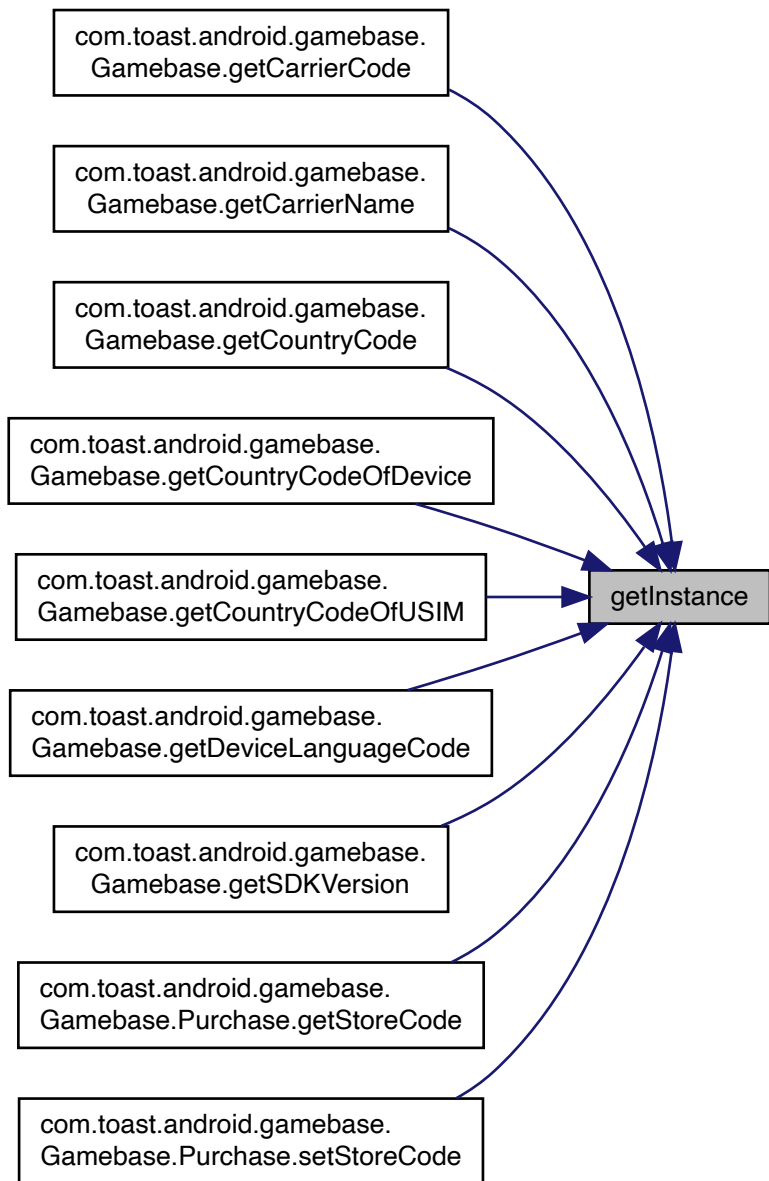 com.toast.android.gamebase.
Gamebase.getCarrierCode
com.toast.android.gamebase.
Gamebase.getCarrierName
com.toast.android.gamebase.
Gamebase.getCountryCode
com.toast.android.gamebase.
Gamebase.getCountryCodeOfDevice
com.toast.android.gamebase.
Gamebase.getCountryCodeOfUSIM
getInstance
com.toast.android.gamebase.
Gamebase.getDeviceLanguageCode
com.toast.android.gamebase.
Gamebase.getSDKVersion
com.toast.android.gamebase.
Gamebase.Purchase.getStoreCode
com.toast.android.gamebase.
Gamebase.Purchase.setStoreCode